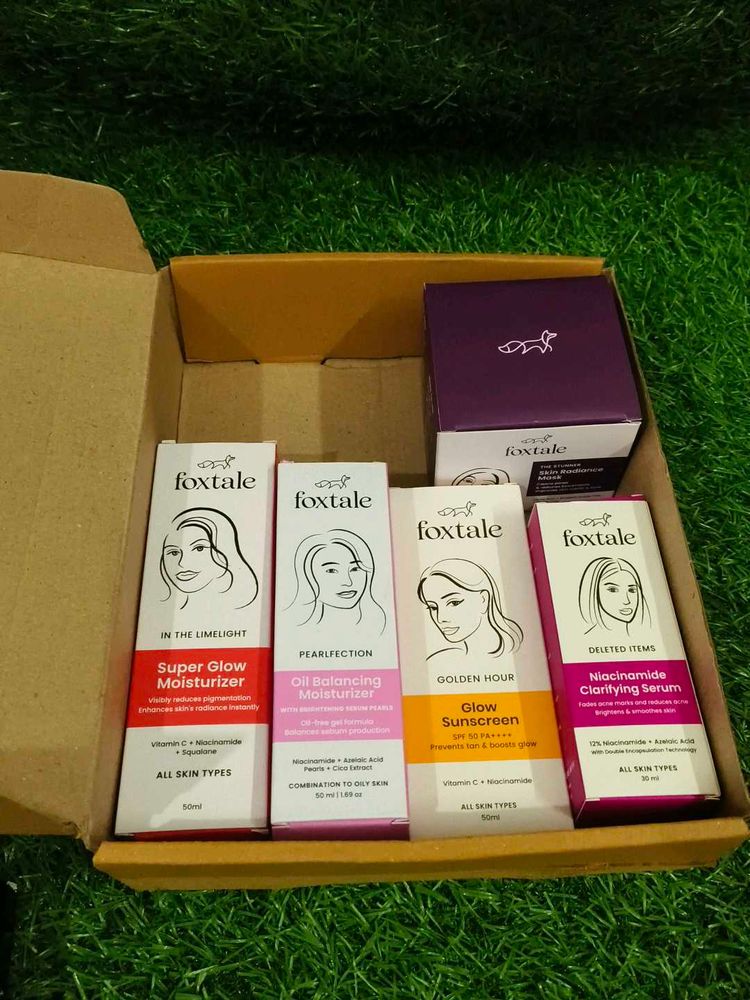 foxtale
THE STUNNER
Skin Radiance
Mask
foxtale
IN THE LIMELIGHT
Super Glow
Moisturizer
Visibly reduces pigmentation
Enhances skin's radiance instantly
Vitamin C + Niacinamide
+ Squalane
ALL SKIN TYPES
50ml
foxtale
PEARLFECTION
Oil Balancing
Moisturizer
WITH BRIGHTENING SERUM PEARLS
Oil-free gel formula
Balances sebum production
Niacinamide + Azelaic Acid
Pearls + Cica Extract
COMBINATION TO OILY SKIN
50 ml | 1.69 oz
foxtale
GOLDEN HOUR
Glow
Sunscreen
SPF 50 PA++++
Prevents tan & boosts glow
Vitamin C + Niacinamide
ALL SKIN TYPES
50ml
foxtale
DELETED ITEMS
Niacinamide
Clarifying Serum
Fades acne marks and reduces acne
Brightens & smoothes skin
12% Niacinamide + Azelaic Acid
With Double Encapsulation Technology
ALL SKIN TYPES
30 ml